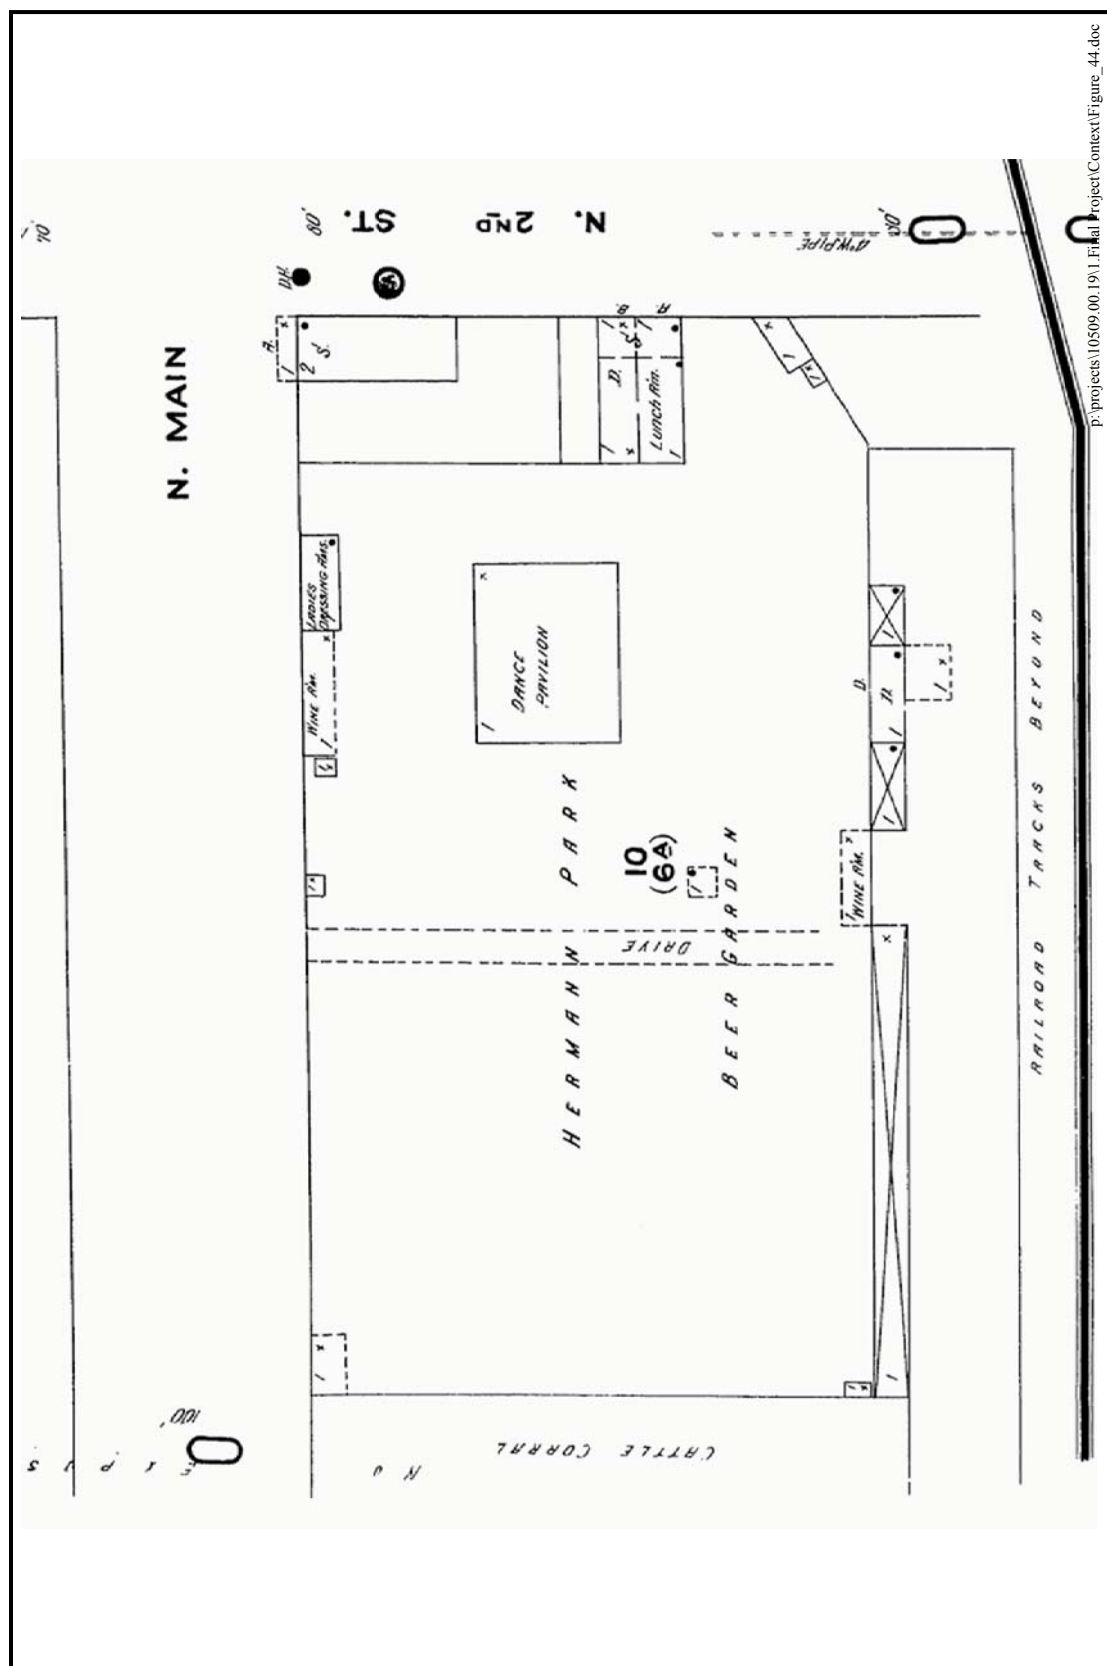 p:\projects\10509.00.19\1.Final Project\Context\Figure_44.doc
70'
80'
N. 2ND ST.
90'
4" W. PIPE
D.H.
N. MAIN
2
S.
D.
S.
B.
Lunch Rm.
LADIES
DRESSING RMS.
WINE RM.
DANCE
PAVILION
D.
WINE RM.
10
(6A)
DRIVE
HERMANN PARK
BEER GARDEN
RAILROAD TRACKS BEYOND
100'
CATTLE CORRAL